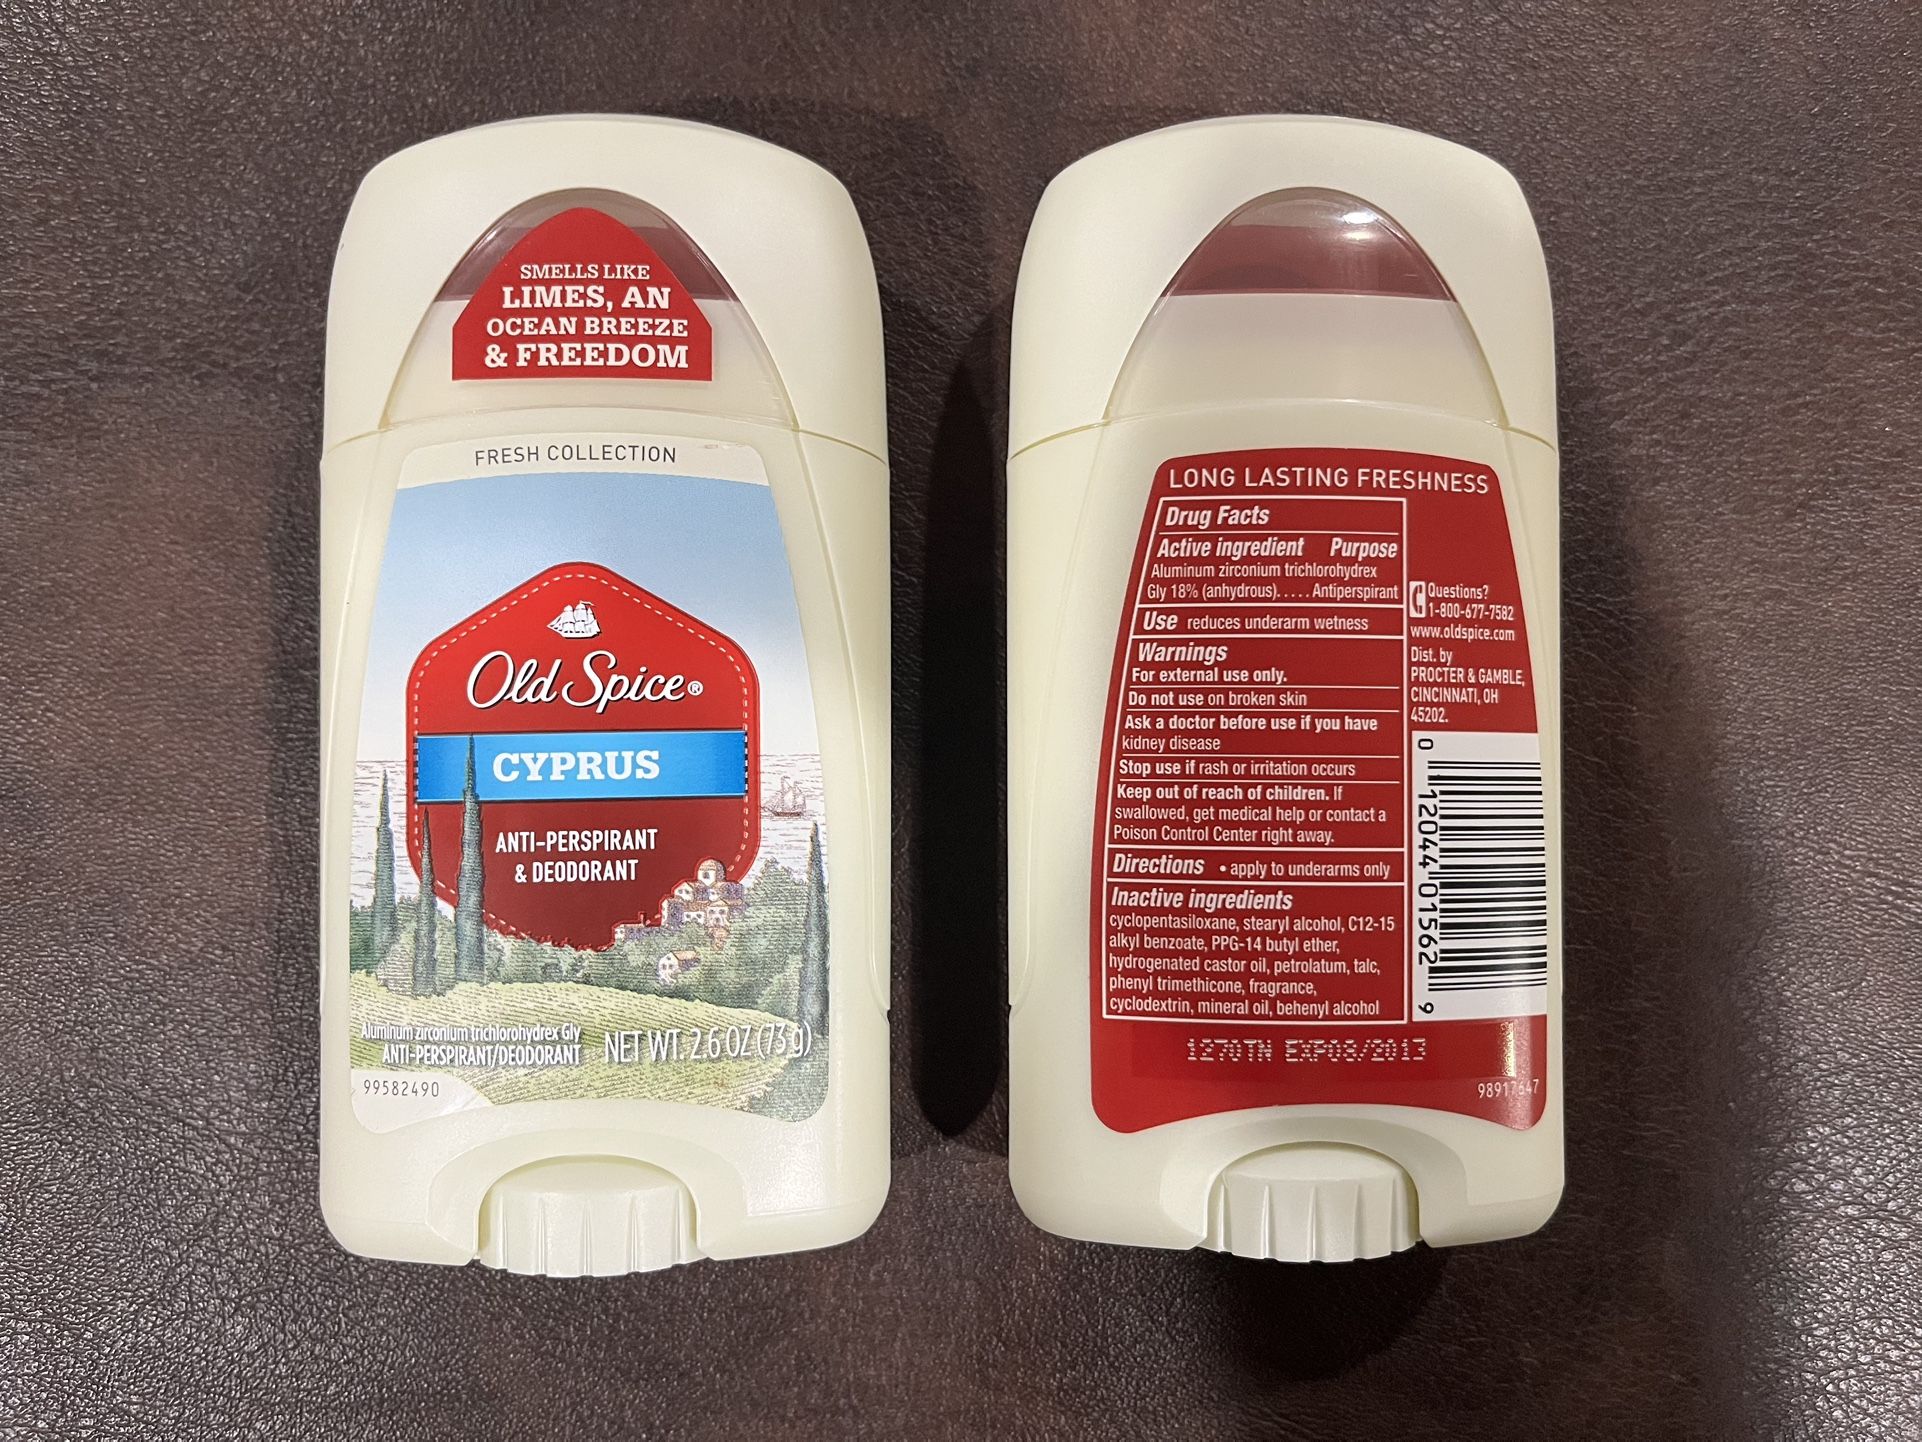 SMELLS LIKE
LIMES, AN
OCEAN BREEZE
& FREEDOM
FRESH COLLECTION
Old Spice®
CYPRUS
ANTI-PERSPIRANT
& DEODORANT
Aluminum zirconium trichlorohydrex Gly
ANTI-PERSPIRANT/DEODORANT
NET WT. 2.6 OZ (73 g)
99582490
LONG LASTING FRESHNESS
Drug Facts
Active ingredient Purpose
Aluminum zirconium trichlorohydrex
Gly 18% (anhydrous).....Antiperspirant
Use reduces underarm wetness
Warnings
For external use only.
Do not use on broken skin
Ask a doctor before use if you have
kidney disease
Stop use if rash or irritation occurs
Keep out of reach of children. If
swallowed, get medical help or contact a
Poison Control Center right away.
Directions • apply to underarms only
Inactive ingredients
cyclopentasiloxane, stearyl alcohol, C12-15
alkyl benzoate, PPG-14 butyl ether,
hydrogenated castor oil, petrolatum, talc,
phenyl trimethicone, fragrance,
cyclodextrin, mineral oil, behenyl alcohol
Questions?
1-800-677-7582
www.oldspice.com
Dist. by
PROCTER & GAMBLE,
CINCINNATI, OH
45202.
0 12044 01562 9
1270TN EXP08/2013
98917647